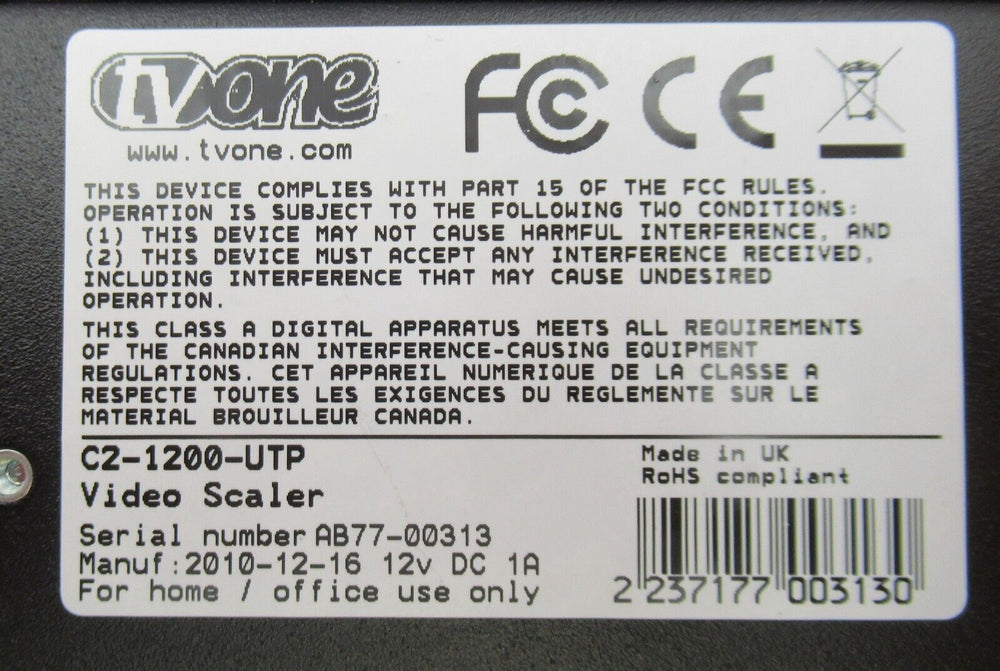 tvone
FC CE
www.tvone.com
THIS DEVICE COMPLIES WITH PART 15 OF THE FCC RULES.
OPERATION IS SUBJECT TO THE FOLLOWING TWO CONDITIONS:
(1) THIS DEVICE MAY NOT CAUSE HARMFUL INTERFERENCE, AND
(2) THIS DEVICE MUST ACCEPT ANY INTERFERENCE RECEIVED,
INCLUDING INTERFERENCE THAT MAY CAUSE UNDESIRED
OPERATION.
THIS CLASS A DIGITAL APPARATUS MEETS ALL REQUIREMENTS
OF THE CANADIAN INTERFERENCE-CAUSING EQUIPMENT
REGULATIONS. CET APPAREIL NUMERIQUE DE LA CLASSE A
RESPECTE TOUTES LES EXIGENCES DU REGLEMENTE SUR LE
MATERIAL BROUILLEUR CANADA.
C2-1200-UTP
Video Scaler
Made in UK
RoHS compliant
Serial number AB77-00313
Manuf:2010-12-16 12v DC 1A
For home / office use only
2 237177 003130